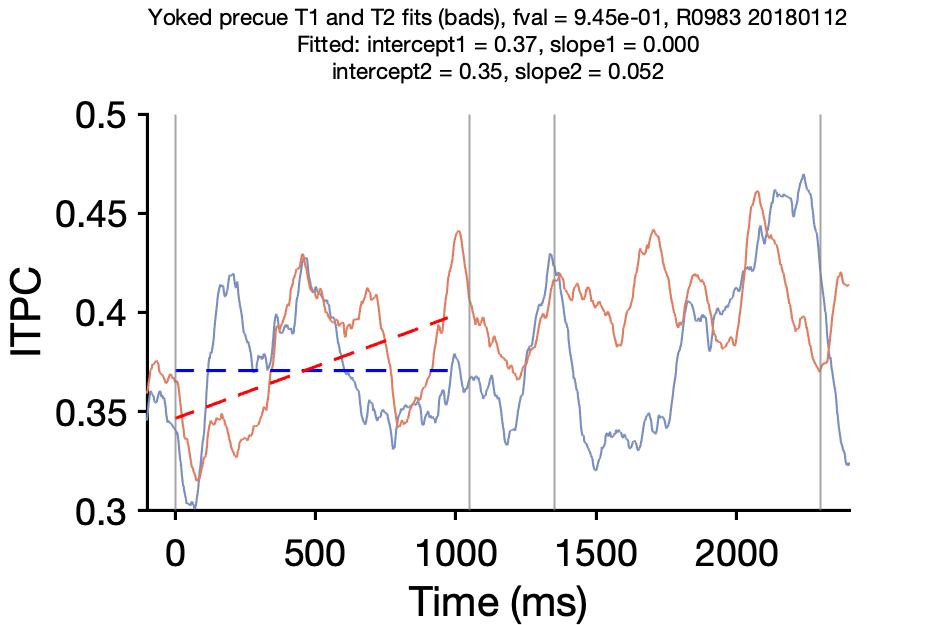 Yoked precue T1 and T2 fits (bads), fval = 9.45e-01, R0983 20180112
Fitted: intercept1 = 0.37, slope1 = 0.000
intercept2 = 0.35, slope2 = 0.052
0.5
0.45
0.4
0.35
0.3
ITPC
0 500 1000 1500 2000
Time (ms)